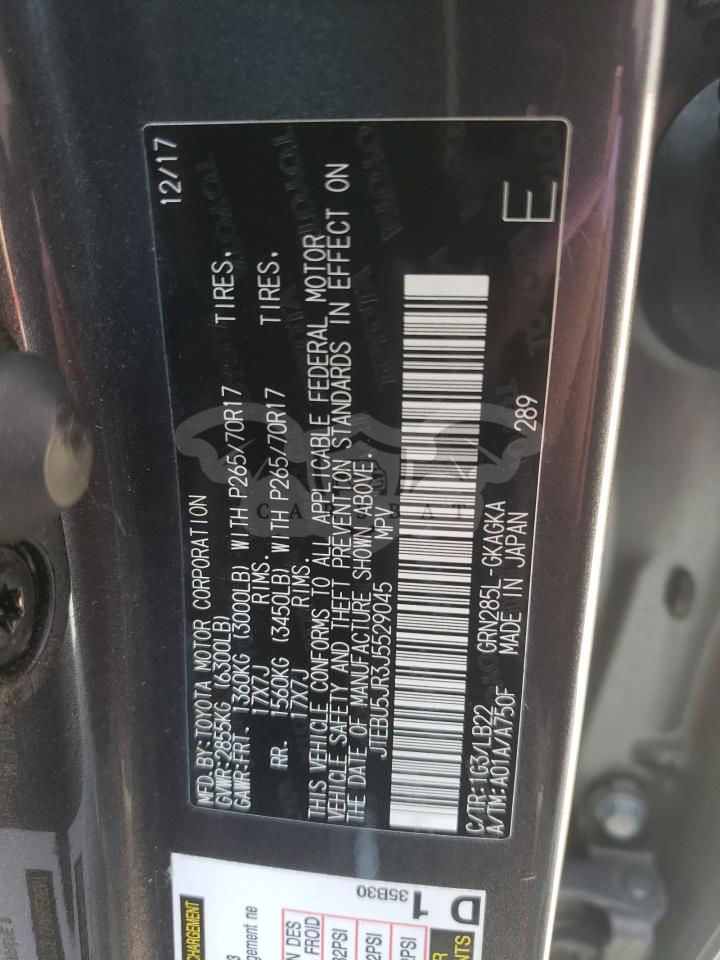 MFD. BY: TOYOTA MOTOR CORPORATION 12/17
GVWR: 2855KG (6300LB)
GAWR: FRT. 1360KG (3000LB) WITH P265/70R17 TIRES,
17X7J RIMS.
RR. 1560KG (3450LB) WITH P265/70R17 TIRES,
17X7J RIMS.
THIS VEHICLE CONFORMS TO ALL APPLICABLE FEDERAL MOTOR
VEHICLE SAFETY AND THEFT PREVENTION STANDARDS IN EFFECT ON
THE DATE OF MANUFACTURE SHOWN ABOVE.
JTEBU5JR3J5529045 MPV
C/TR: 1G3/LB22 GRN285L-GKAGKA 289
A/TM: EA01A/A750F MADE IN JAPAN E
CARSBAT
D 1
35B30